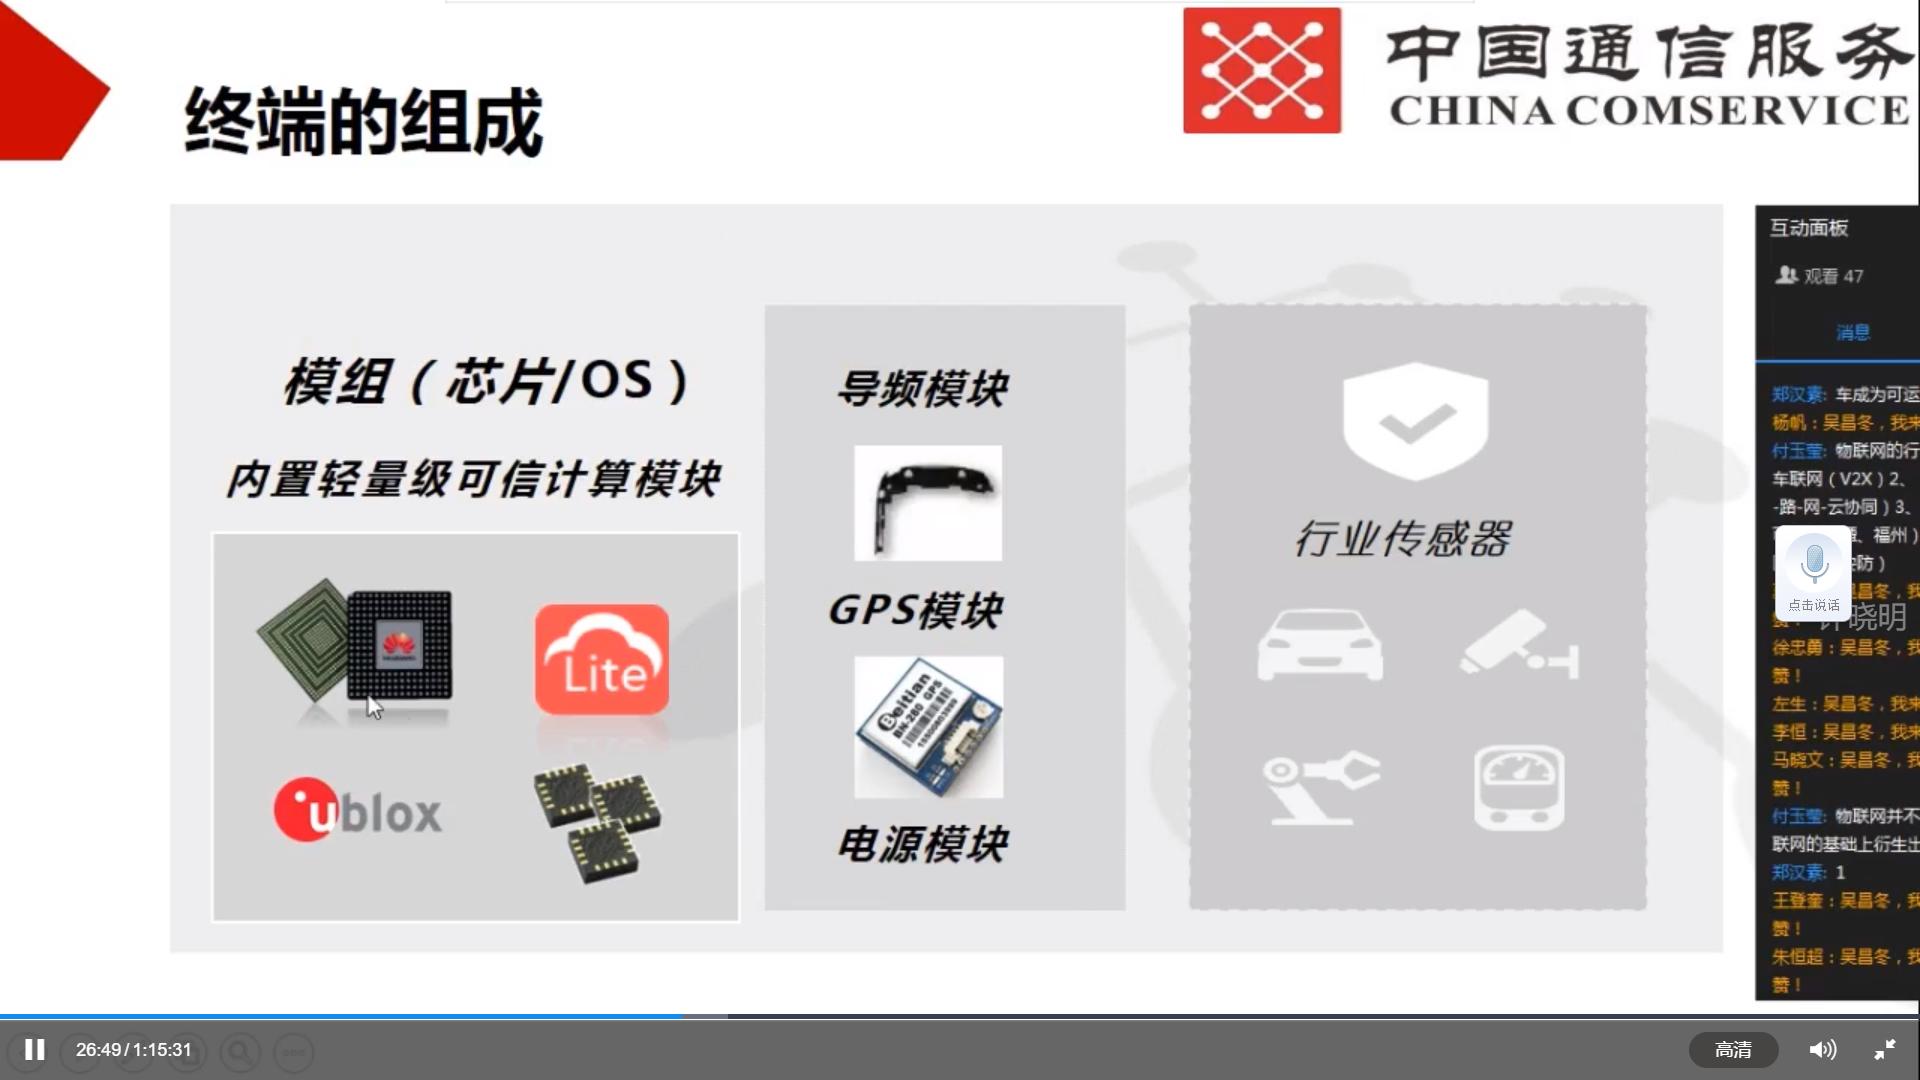 中国通信服务
CHINA COMSERVICE
终端的组成
模组（芯片/OS）
内置轻量级可信计算模块
HUAWEI
Lite
ublox
导频模块
GPS模块
Beitian
BN-280 GPS
电源模块
行业传感器
互动面板
观看 47
消息
郑汉素: 车成为可运
杨帆：吴昌冬，我来
付玉莹: 物联网的行
车联网（V2X）2、
-路-网-云协同）3、
、福州）
防）
点击说话
许晓明
徐忠勇：吴昌冬，我
赞！
左生：吴昌冬，我来
李恒：吴昌冬，我来
马晓文：吴昌冬，我
赞！
付玉莹: 物联网并不
联网的基础上衍生出
郑汉素: 1
王登奎：吴昌冬，我
赞！
朱恒超：吴昌冬，我
赞！
26:49/1:15:31
高清